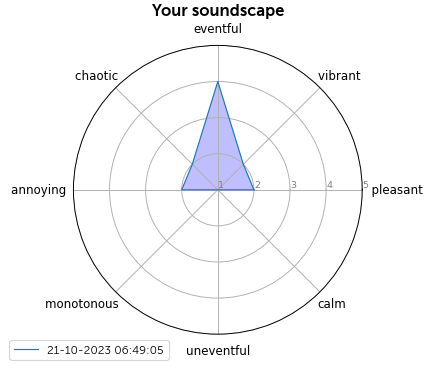 Your soundscape
eventful
chaotic
vibrant
annoying
1
2
3
4
5
pleasant
monotonous
calm
uneventful
21-10-2023 06:49:05